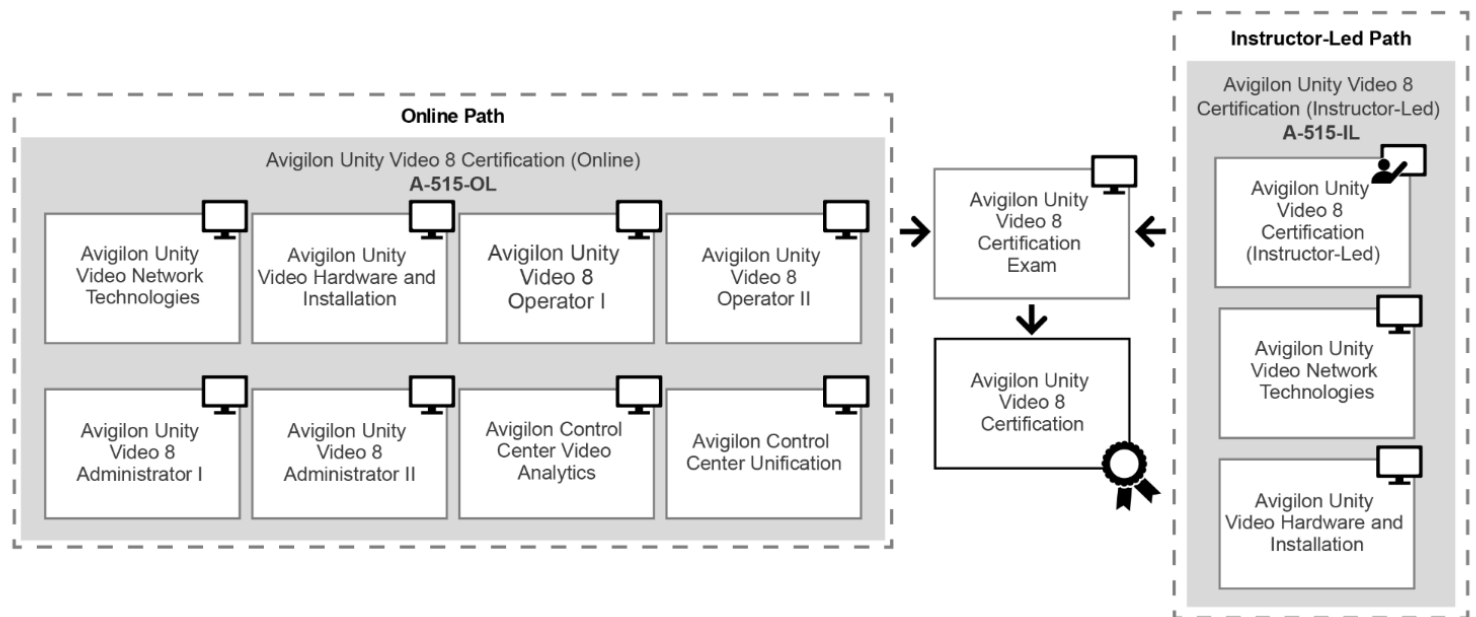 Online Path
Avigilon Unity Video 8 Certification (Online)
A-515-OL
Avigilon Unity
Video Network
Technologies
Avigilon Unity
Video Hardware and
Installation
Avigilon Unity
Video 8
Operator I
Avigilon Unity
Video 8
Operator II
Avigilon Unity
Video 8
Administrator I
Avigilon Unity
Video 8
Administrator II
Avigilon Control
Center Video
Analytics
Avigilon Control
Center Unification
Avigilon Unity
Video 8
Certification
Exam
Avigilon Unity
Video 8
Certification
Instructor-Led Path
Avigilon Unity Video 8
Certification (Instructor-Led)
A-515-IL
Avigilon Unity
Video 8
Certification
(Instructor-Led)
Avigilon Unity
Video Network
Technologies
Avigilon Unity
Video Hardware and
Installation